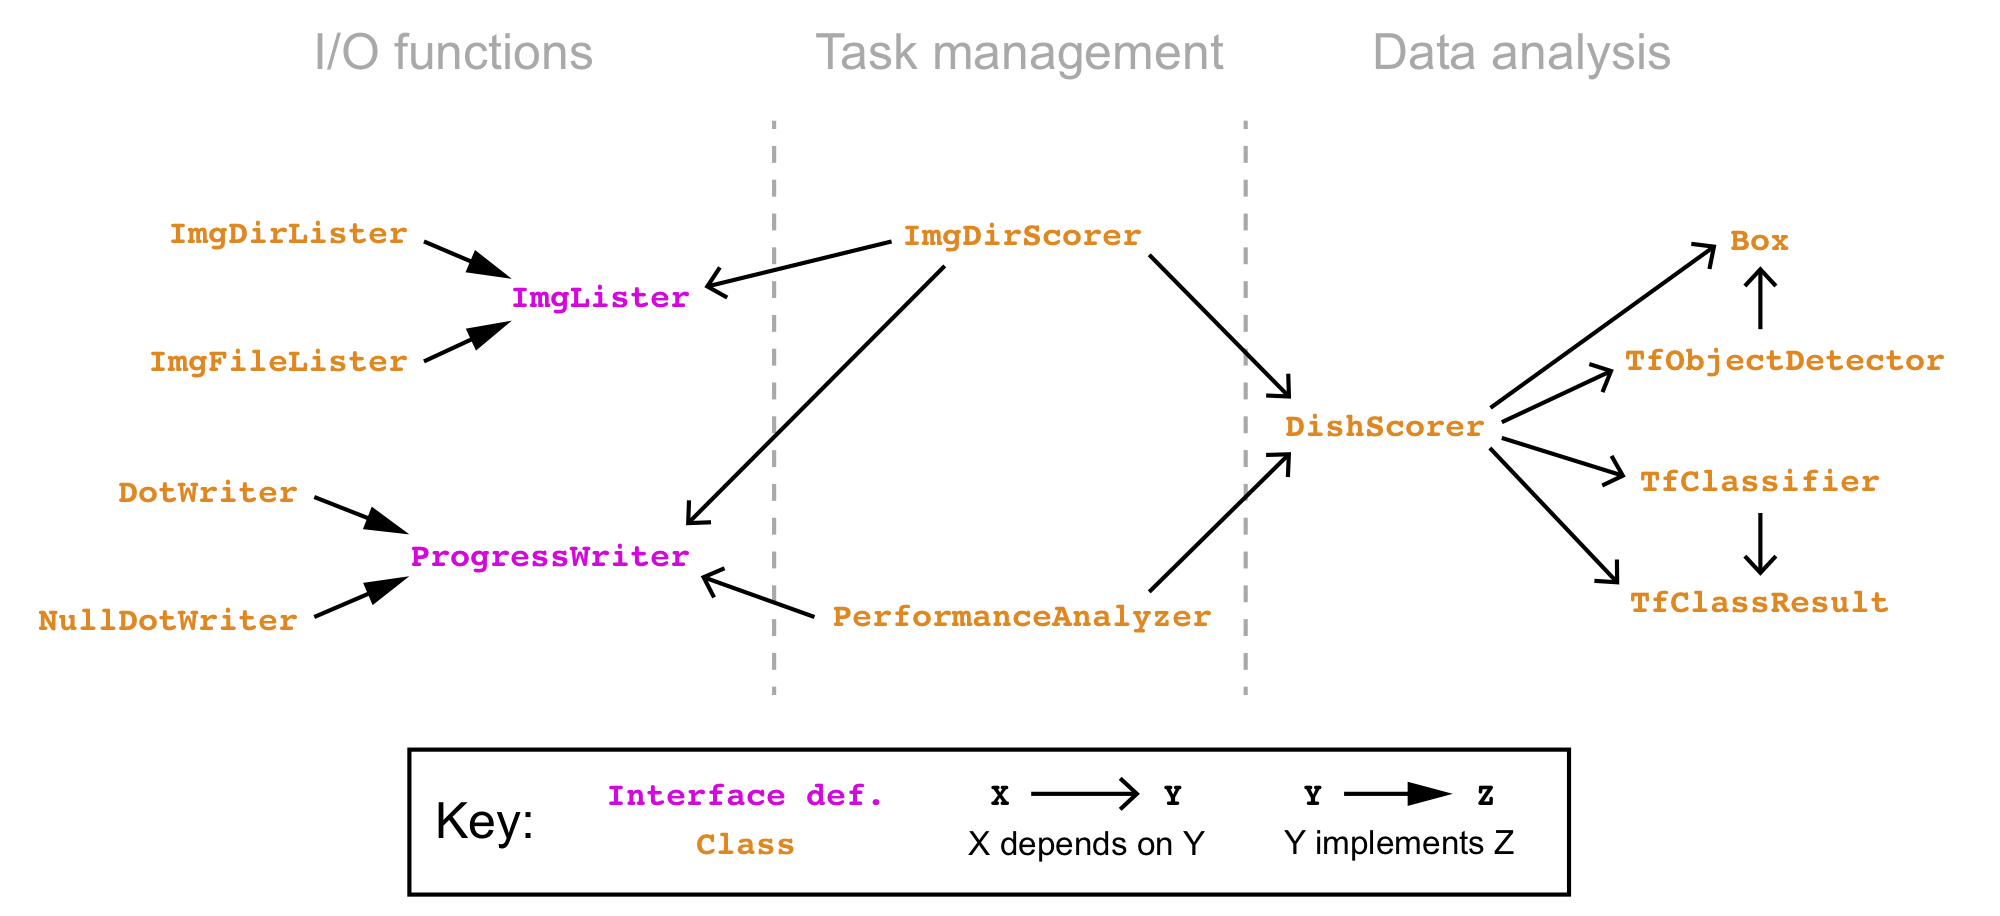 I/O functions
Task management
Data analysis
ImgDirLister
ImgLister
ImgFileLister
DotWriter
ProgressWriter
NullDotWriter
ImgDirScorer
PerformanceAnalyzer
DishScorer
Box
TfObjectDetector
TfClassifier
TfClassResult
Key:
Interface def.
Class
X Y
X depends on Y
Y Z
Y implements Z